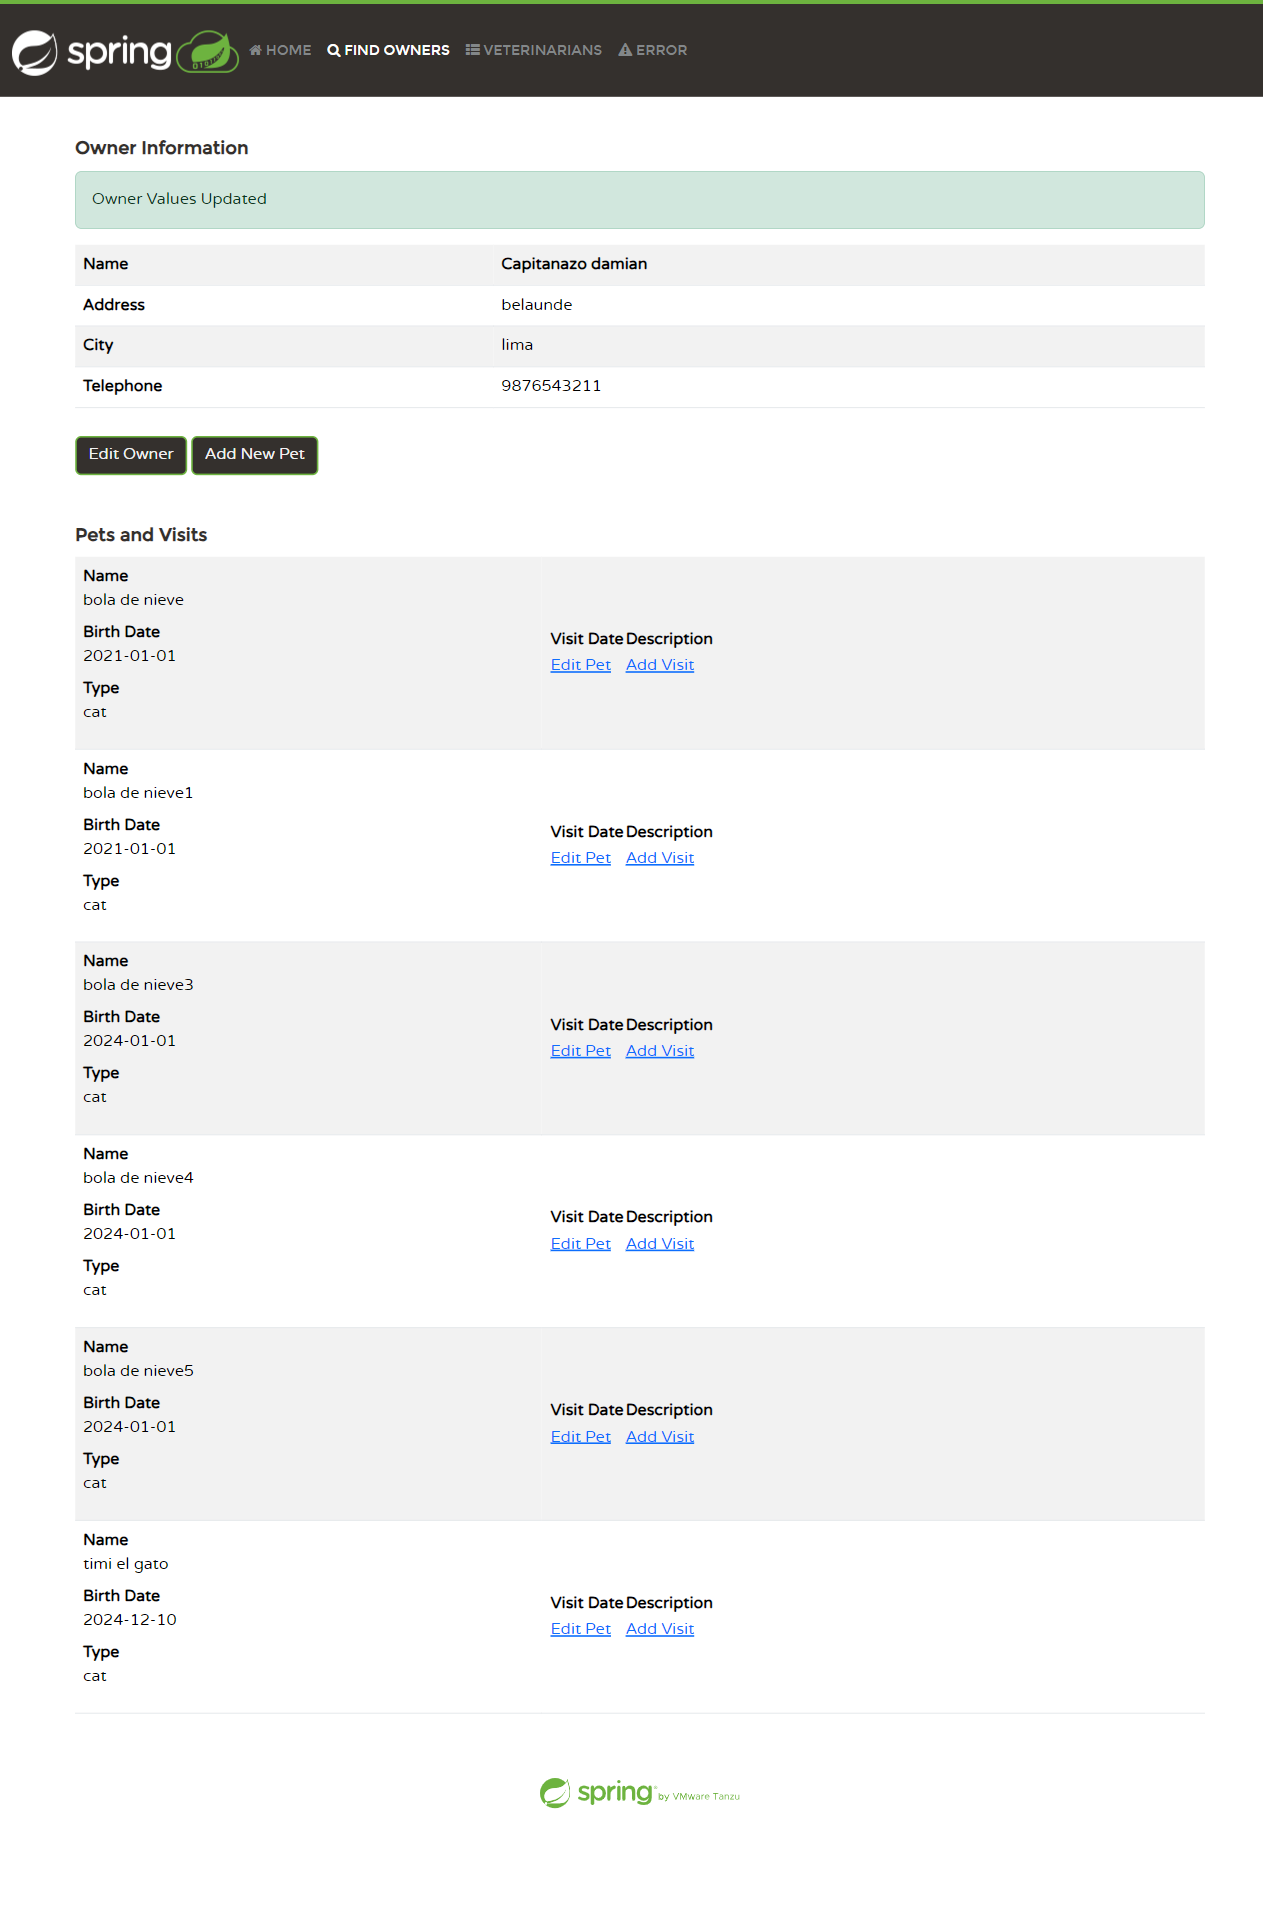 spring HOME FIND OWNERS VETERINARIANS ERROR
Owner Information
Owner Values Updated
Name Capitanazo damian
Address belaunde
City lima
Telephone 9876543211
Edit Owner Add New Pet
Pets and Visits
Name
bola de nieve
Birth Date
2021-01-01
Type
cat
Visit Date Description
Edit Pet Add Visit
Name
bola de nieve1
Birth Date
2021-01-01
Type
cat
Visit Date Description
Edit Pet Add Visit
Name
bola de nieve3
Birth Date
2024-01-01
Type
cat
Visit Date Description
Edit Pet Add Visit
Name
bola de nieve4
Birth Date
2024-01-01
Type
cat
Visit Date Description
Edit Pet Add Visit
Name
bola de nieve5
Birth Date
2024-01-01
Type
cat
Visit Date Description
Edit Pet Add Visit
Name
timi el gato
Birth Date
2024-12-10
Type
cat
Visit Date Description
Edit Pet Add Visit
spring by VMware Tanzu